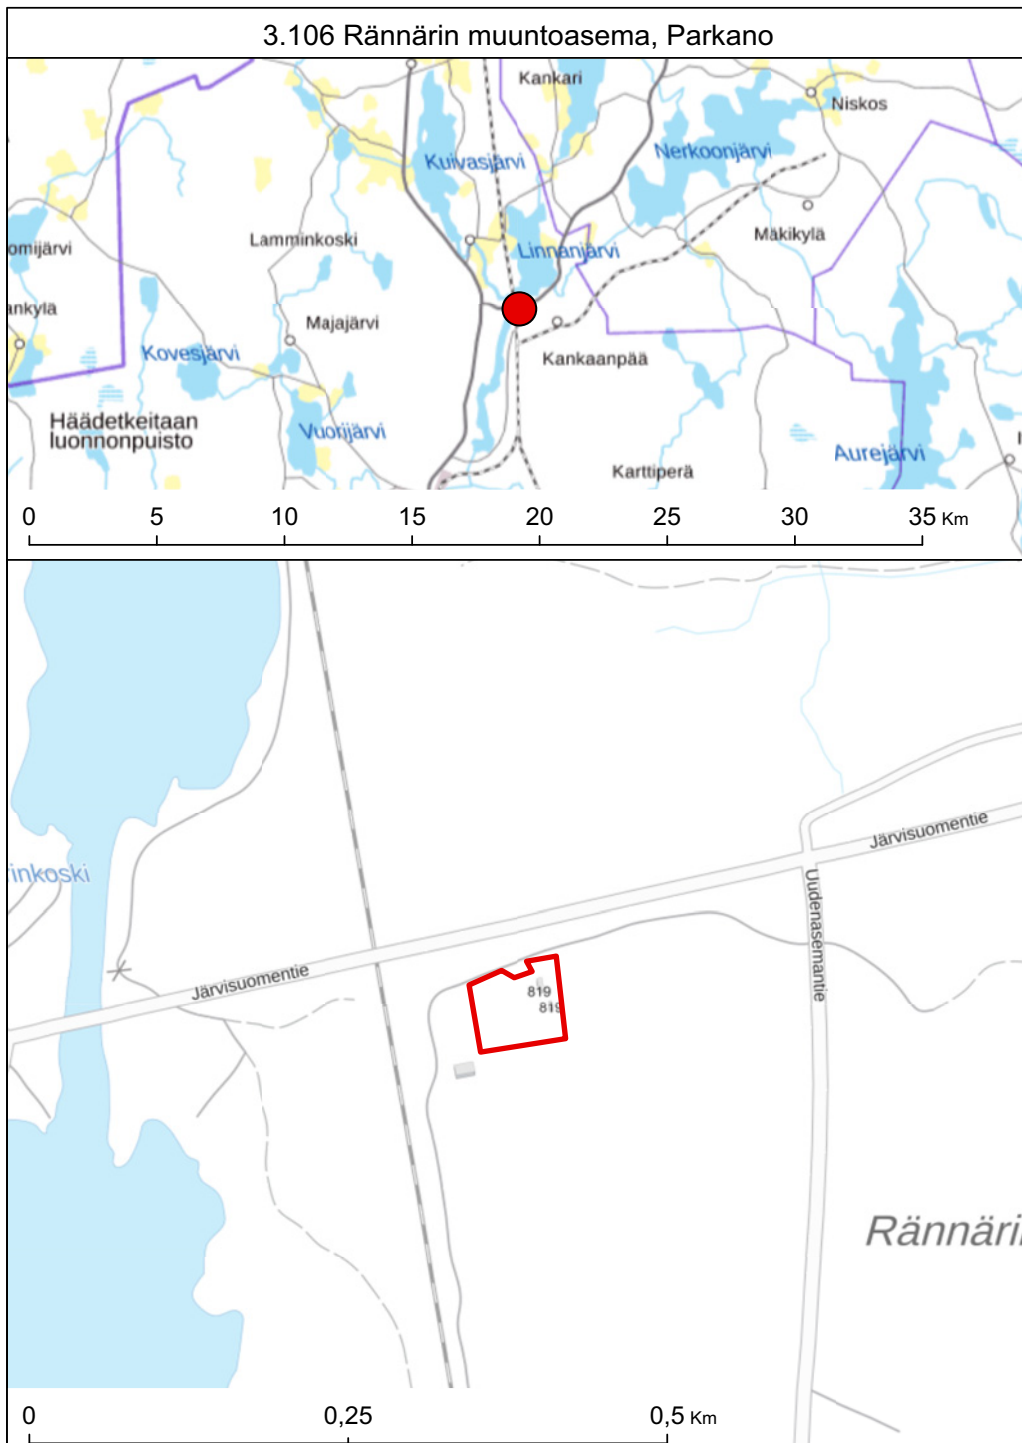 3.106 Rännärin muuntoasema, Parkano
Kankari
Niskos
Kuivasjärvi
Nerkoonjärvi
Lamminkoski
Linnanjärvi
Mäkikylä
omijärvi
ankylä
Majajärvi
Kovesjärvi
Kankaanpää
Häädetkeitaan
luonnonpuisto
Vuorijärvi
Aurejärvi
Karttiperä
0 5 10 15 20 25 30 35 Km
Järvisuomentie
inkoski
Uudenasemantie
Järvisuomentie
819
819
Rännäri
0 0,25 0,5 Km